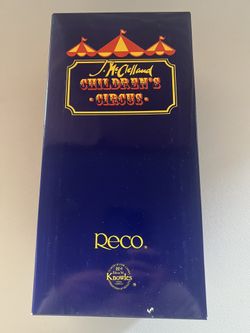 J. McClelland
CHILDREN'S
• CIRCUS •
Reco®
Knowles
®